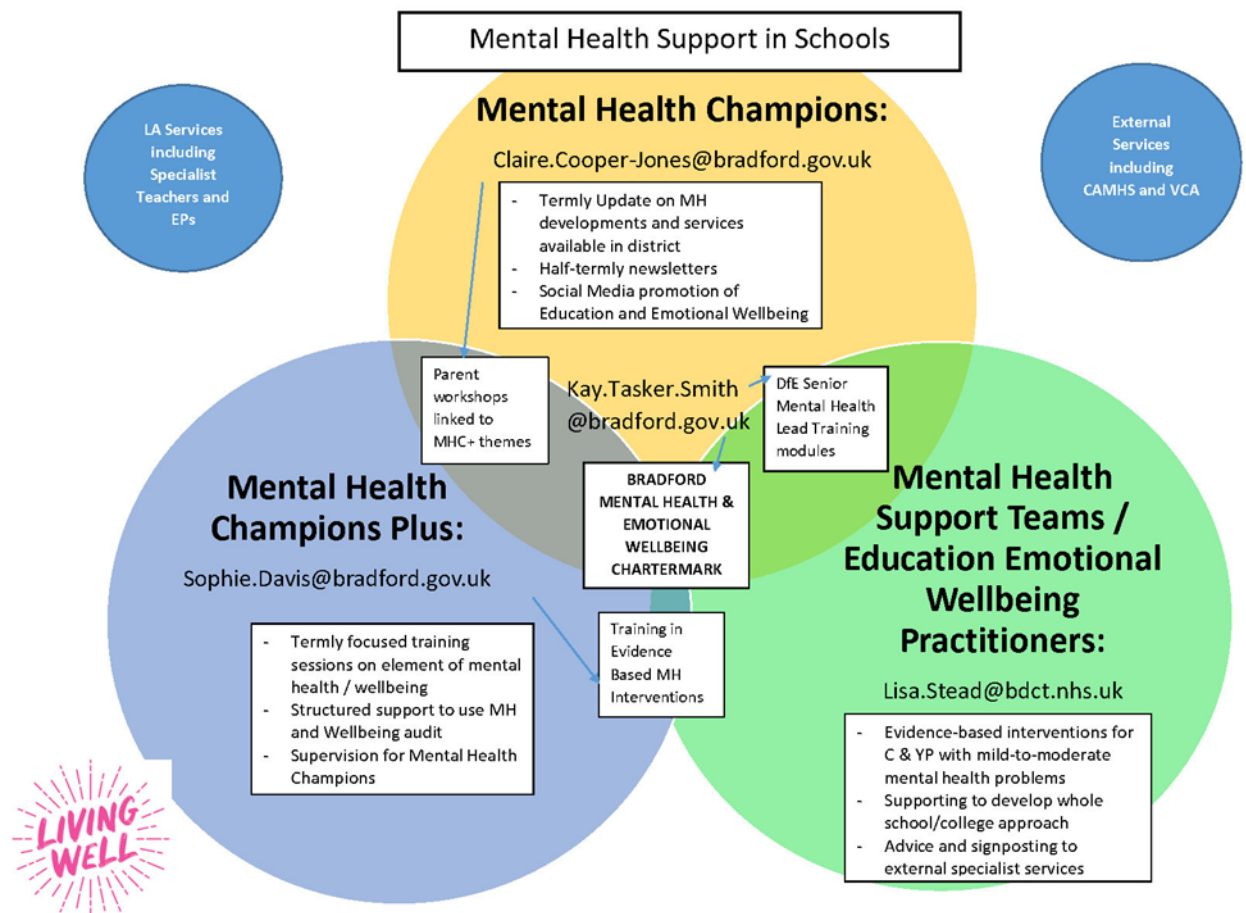 Mental Health Support in Schools
LA Services
including
Specialist
Teachers and
EPs
External
Services
including
CAMHS and VCA
Mental Health Champions:
Claire.Cooper-Jones@bradford.gov.uk
- Termly Update on MH
developments and services
available in district
- Half-termly newsletters
- Social Media promotion of
Education and Emotional Wellbeing
Parent
workshops
linked to
MHC+ themes
Kay.Tasker.Smith
@bradford.gov.uk
DfE Senior
Mental Health
Lead Training
modules
BRADFORD
MENTAL HEALTH &
EMOTIONAL
WELLBEING
CHARTERMARK
Mental Health
Champions Plus:
Sophie.Davis@bradford.gov.uk
- Termly focused training
sessions on element of mental
health / wellbeing
- Structured support to use MH
and Wellbeing audit
- Supervision for Mental Health
Champions
Training in
Evidence
Based MH
Interventions
Mental Health
Support Teams /
Education Emotional
Wellbeing
Practitioners:
Lisa.Stead@bdct.nhs.uk
- Evidence-based interventions for
C & YP with mild-to-moderate
mental health problems
- Supporting to develop whole
school/college approach
- Advice and signposting to
external specialist services
LIVING
WELL